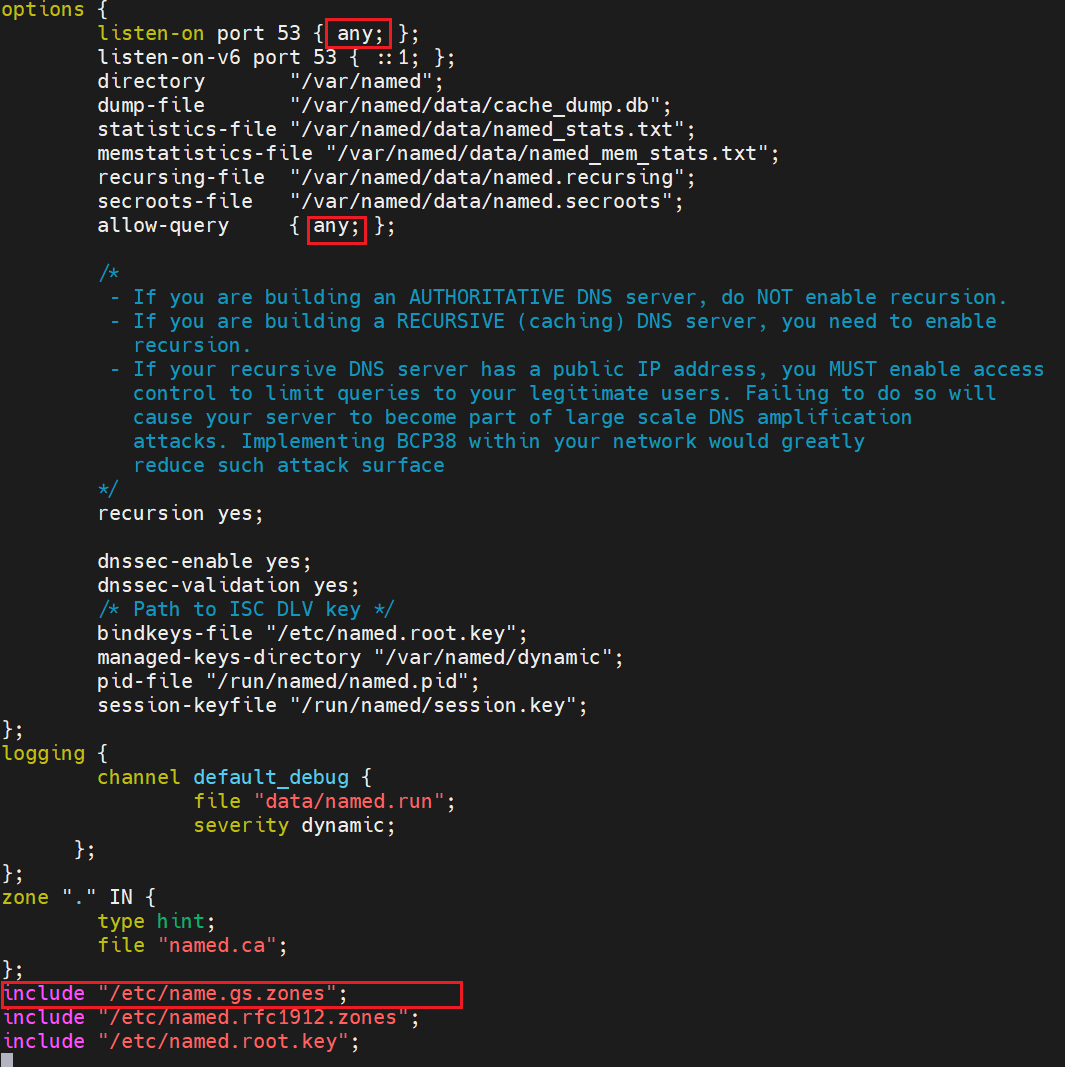 options {
        listen-on port 53 { any; };
        listen-on-v6 port 53 { ::1; };
        directory       "/var/named";
        dump-file       "/var/named/data/cache_dump.db";
        statistics-file "/var/named/data/named_stats.txt";
        memstatistics-file "/var/named/data/named_mem_stats.txt";
        recursing-file  "/var/named/data/named.recursing";
        secroots-file   "/var/named/data/named.secroots";
        allow-query     { any; };
        /*
         - If you are building an AUTHORITATIVE DNS server, do NOT enable recursion.
         - If you are building a RECURSIVE (caching) DNS server, you need to enable
           recursion.
         - If your recursive DNS server has a public IP address, you MUST enable access
           control to limit queries to your legitimate users. Failing to do so will
           cause your server to become part of large scale DNS amplification
           attacks. Implementing BCP38 within your network would greatly
           reduce such attack surface
        */
        recursion yes;
        dnssec-enable yes;
        dnssec-validation yes;
        /* Path to ISC DLV key */
        bindkeys-file "/etc/named.root.key";
        managed-keys-directory "/var/named/dynamic";
        pid-file "/run/named/named.pid";
        session-keyfile "/run/named/session.key";
};
logging {
        channel default_debug {
                file "data/named.run";
                severity dynamic;
      };
};
zone "." IN {
        type hint;
        file "named.ca";
};
include "/etc/name.gs.zones";
include "/etc/named.rfc1912.zones";
include "/etc/named.root.key";